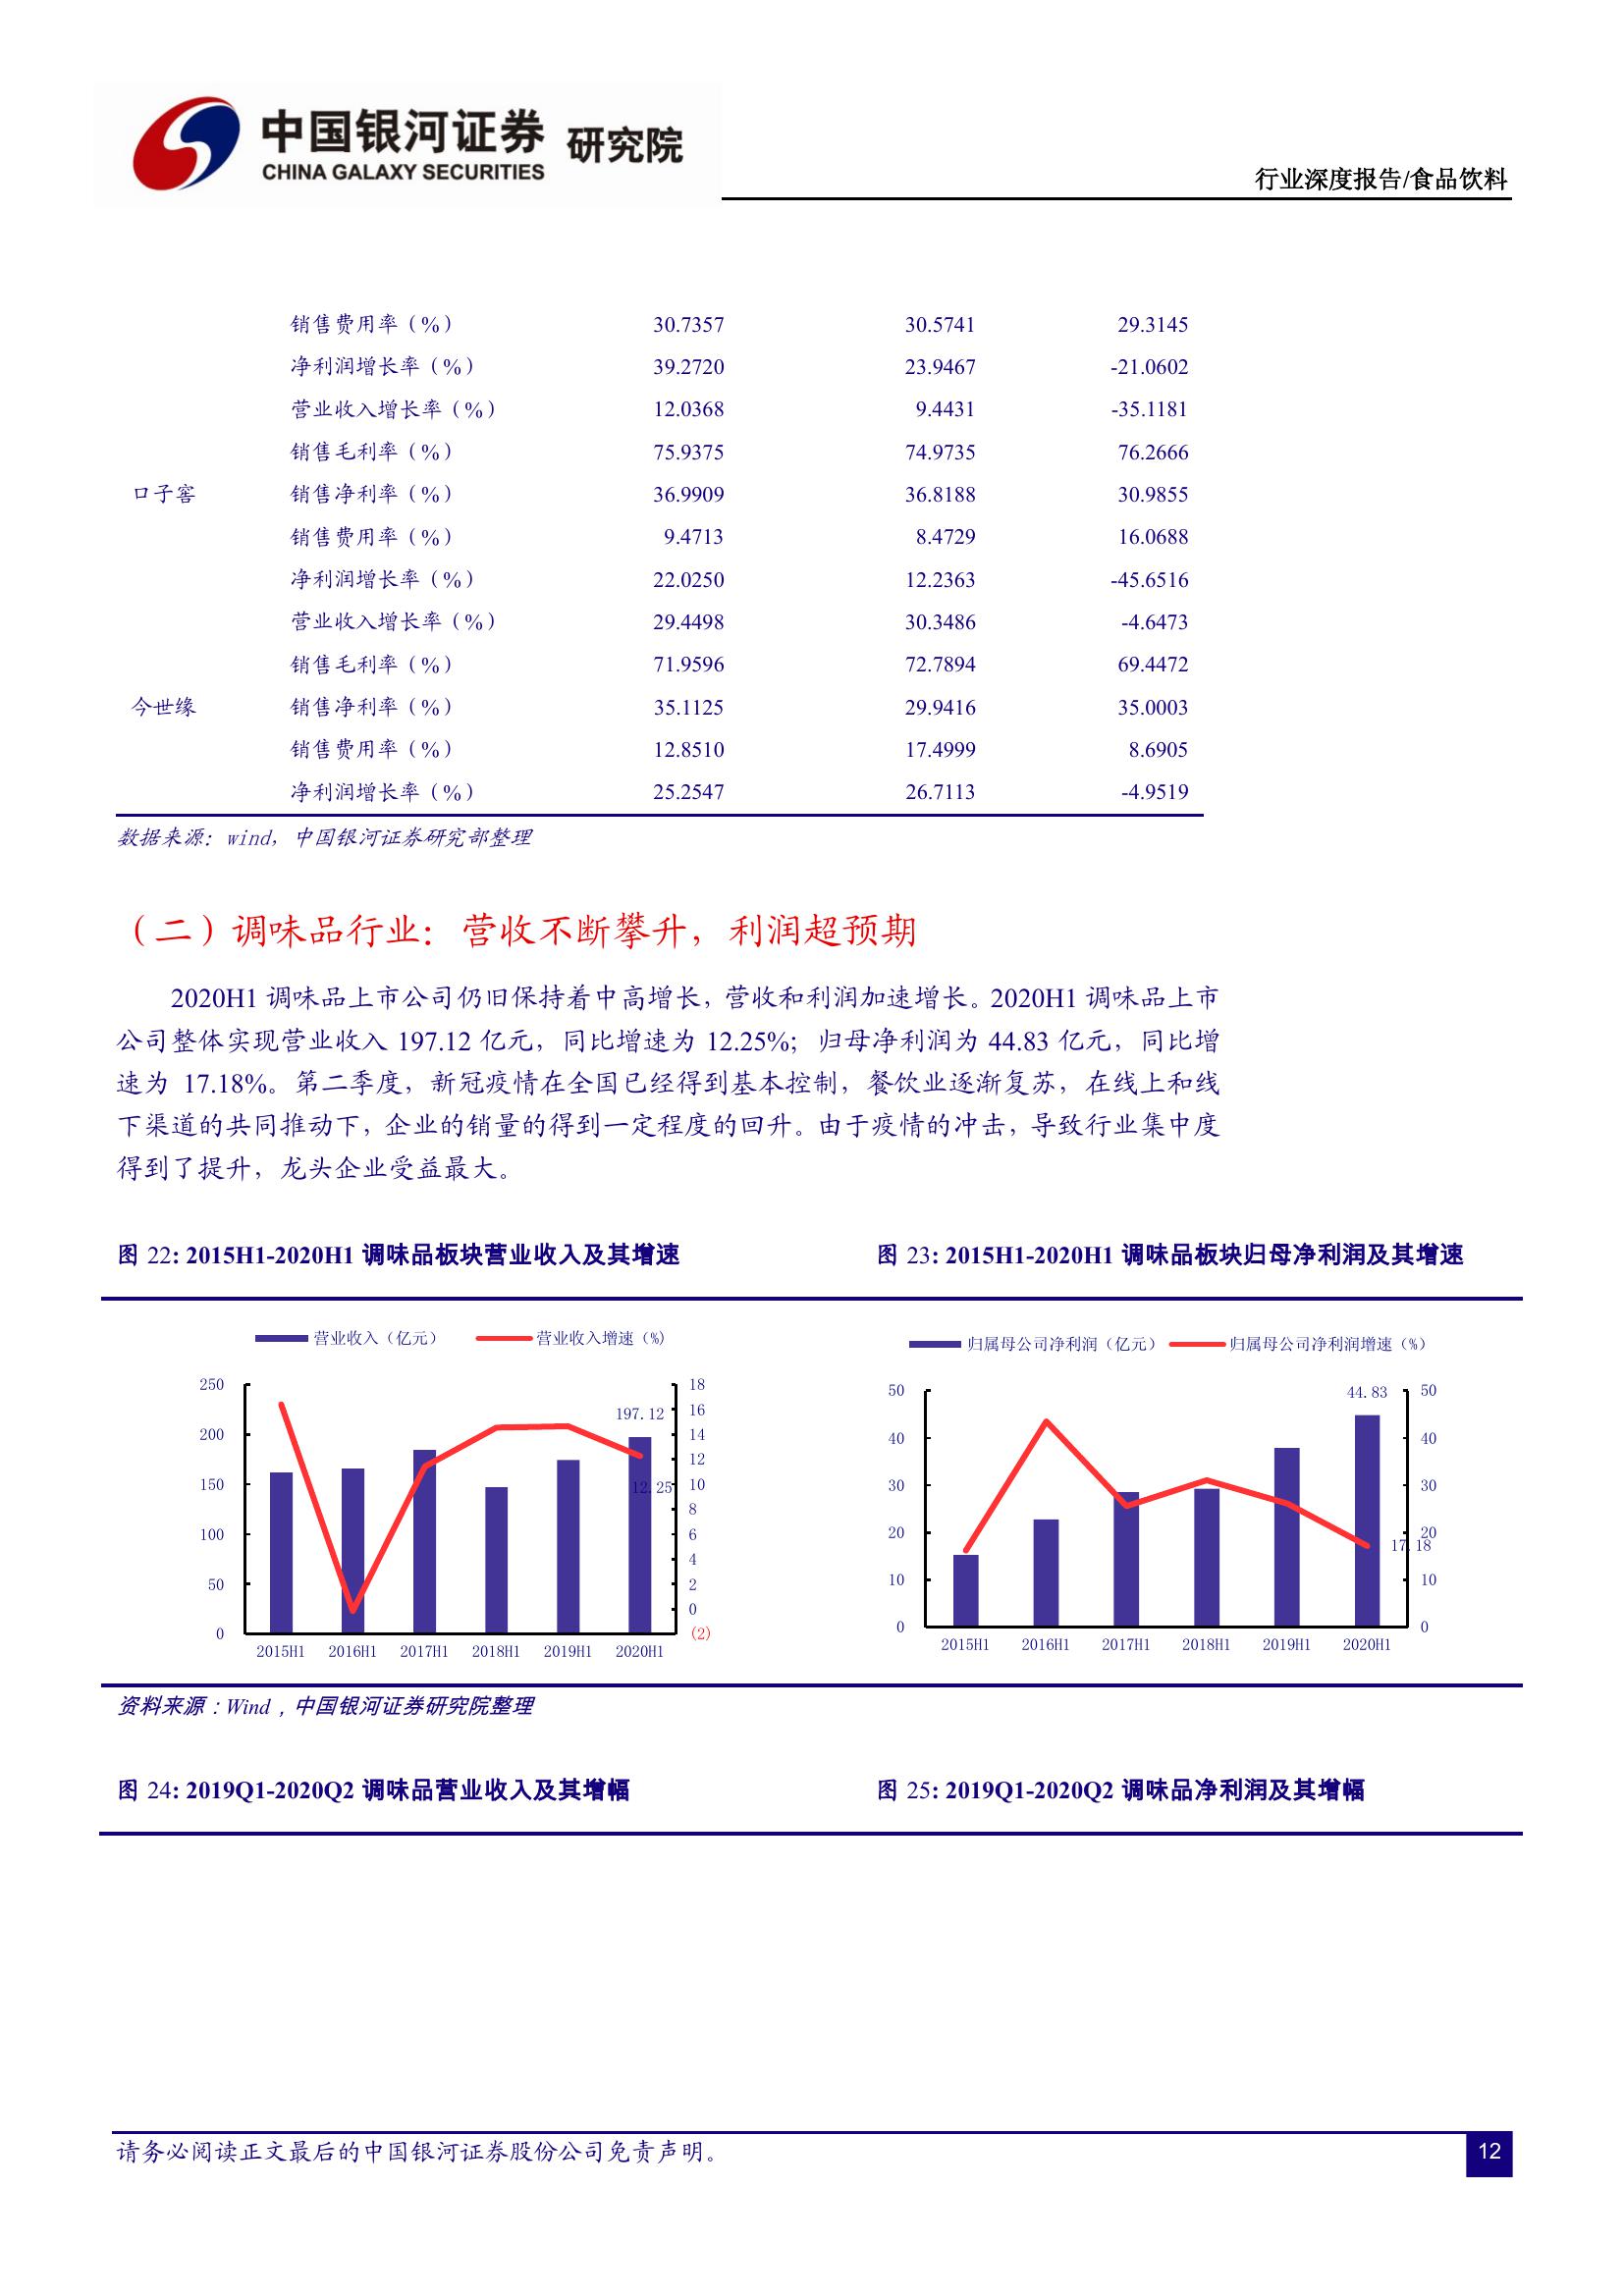 中国银河证券 研究院
CHINA GALAXY SECURITIES
行业深度报告/食品饮料
销售费用率（%） 30.7357 30.5741 29.3145
净利润增长率（%） 39.2720 23.9467 -21.0602
营业收入增长率（%） 12.0368 9.4431 -35.1181
销售毛利率（%） 75.9375 74.9735 76.2666
口子窖 销售净利率（%） 36.9909 36.8188 30.9855
销售费用率（%） 9.4713 8.4729 16.0688
净利润增长率（%） 22.0250 12.2363 -45.6516
营业收入增长率（%） 29.4498 30.3486 -4.6473
销售毛利率（%） 71.9596 72.7894 69.4472
今世缘 销售净利率（%） 35.1125 29.9416 35.0003
销售费用率（%） 12.8510 17.4999 8.6905
净利润增长率（%） 25.2547 26.7113 -4.9519
数据来源：wind，中国银河证券研究部整理
（二）调味品行业：营收不断攀升，利润超预期
2020H1 调味品上市公司仍旧保持着中高增长，营收和利润加速增长。2020H1 调味品上市
公司整体实现营业收入 197.12 亿元，同比增速为 12.25%；归母净利润为 44.83 亿元，同比增
速为 17.18%。第二季度，新冠疫情在全国已经得到基本控制，餐饮业逐渐复苏，在线上和线
下渠道的共同推动下，企业的销量的得到一定程度的回升。由于疫情的冲击，导致行业集中度
得到了提升，龙头企业受益最大。
图 22: 2015H1-2020H1 调味品板块营业收入及其增速
图 23: 2015H1-2020H1 调味品板块归母净利润及其增速
营业收入（亿元） 营业收入增速（%）
250
200
150
100
50
0
197.12
12.25
18
16
14
12
10
8
6
4
2
0
(2)
2015H1 2016H1 2017H1 2018H1 2019H1 2020H1
归属母公司净利润（亿元） 归属母公司净利润增速（%）
50
40
30
20
10
0
44.83
17.18
50
40
30
20
10
0
2015H1 2016H1 2017H1 2018H1 2019H1 2020H1
资料来源：Wind，中国银河证券研究院整理
图 24: 2019Q1-2020Q2 调味品营业收入及其增幅
图 25: 2019Q1-2020Q2 调味品净利润及其增幅
请务必阅读正文最后的中国银河证券股份公司免责声明。
12